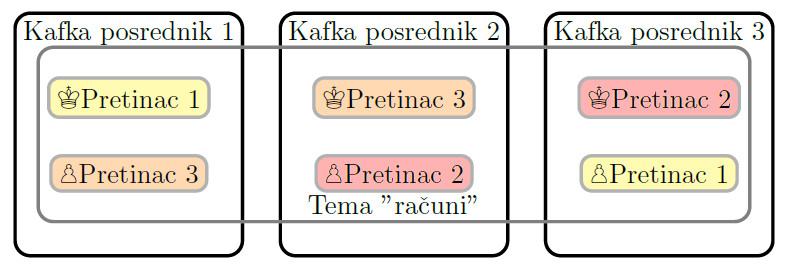 Kafka posrednik 1
Kafka posrednik 2
Kafka posrednik 3
♔Pretinac 1
♔Pretinac 3
♔Pretinac 2
♙Pretinac 3
♙Pretinac 2
♙Pretinac 1
Tema ”računi”